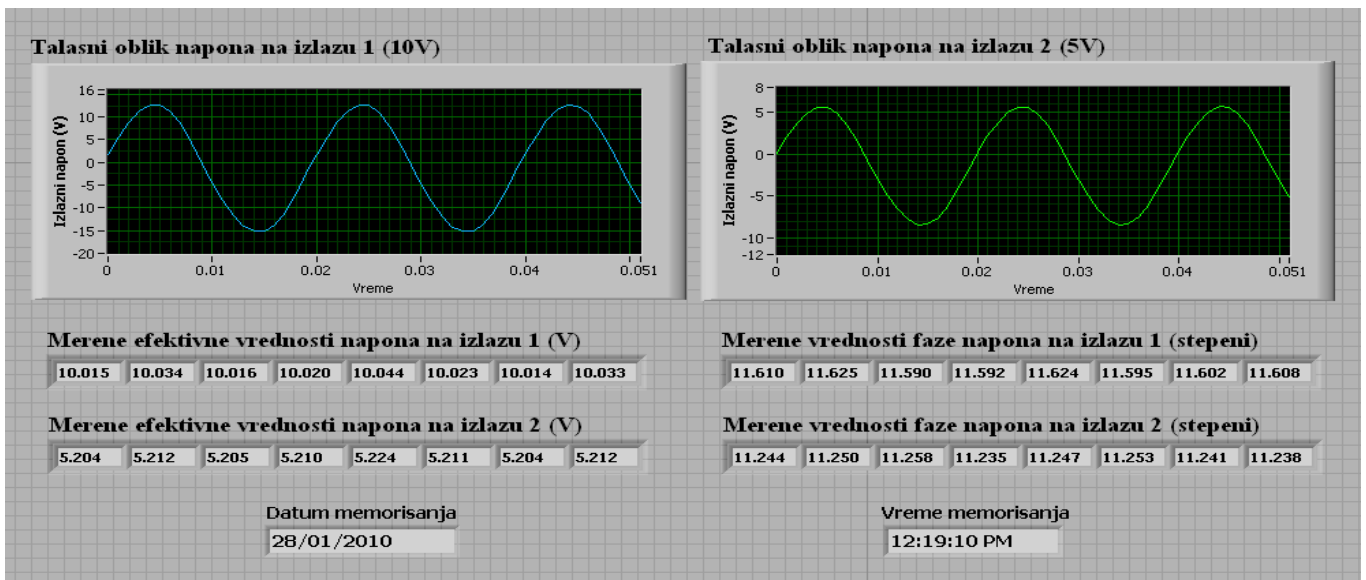 Talasni oblik napona na izlazu 1 (10V)
16
10
5
0
-5
-10
-15
-20
Izlazni napon (V)
0 0.01 0.02 0.03 0.04 0.051
Vreme
Talasni oblik napona na izlazu 2 (5V)
8
5
0
-5
-10
-12
Izlazni napon (V)
0 0.01 0.02 0.03 0.04 0.051
Vreme
Merene efektivne vrednosti napona na izlazu 1 (V)
10.015 10.034 10.016 10.020 10.044 10.023 10.014 10.033
Merene vrednosti faze napona na izlazu 1 (stepeni)
11.610 11.625 11.590 11.592 11.624 11.595 11.602 11.608
Merene efektivne vrednosti napona na izlazu 2 (V)
5.204 5.212 5.205 5.210 5.224 5.211 5.204 5.212
Merene vrednosti faze napona na izlazu 2 (stepeni)
11.244 11.250 11.258 11.235 11.247 11.253 11.241 11.238
Datum memorisanja
28/01/2010
Vreme memorisanja
12:19:10 PM